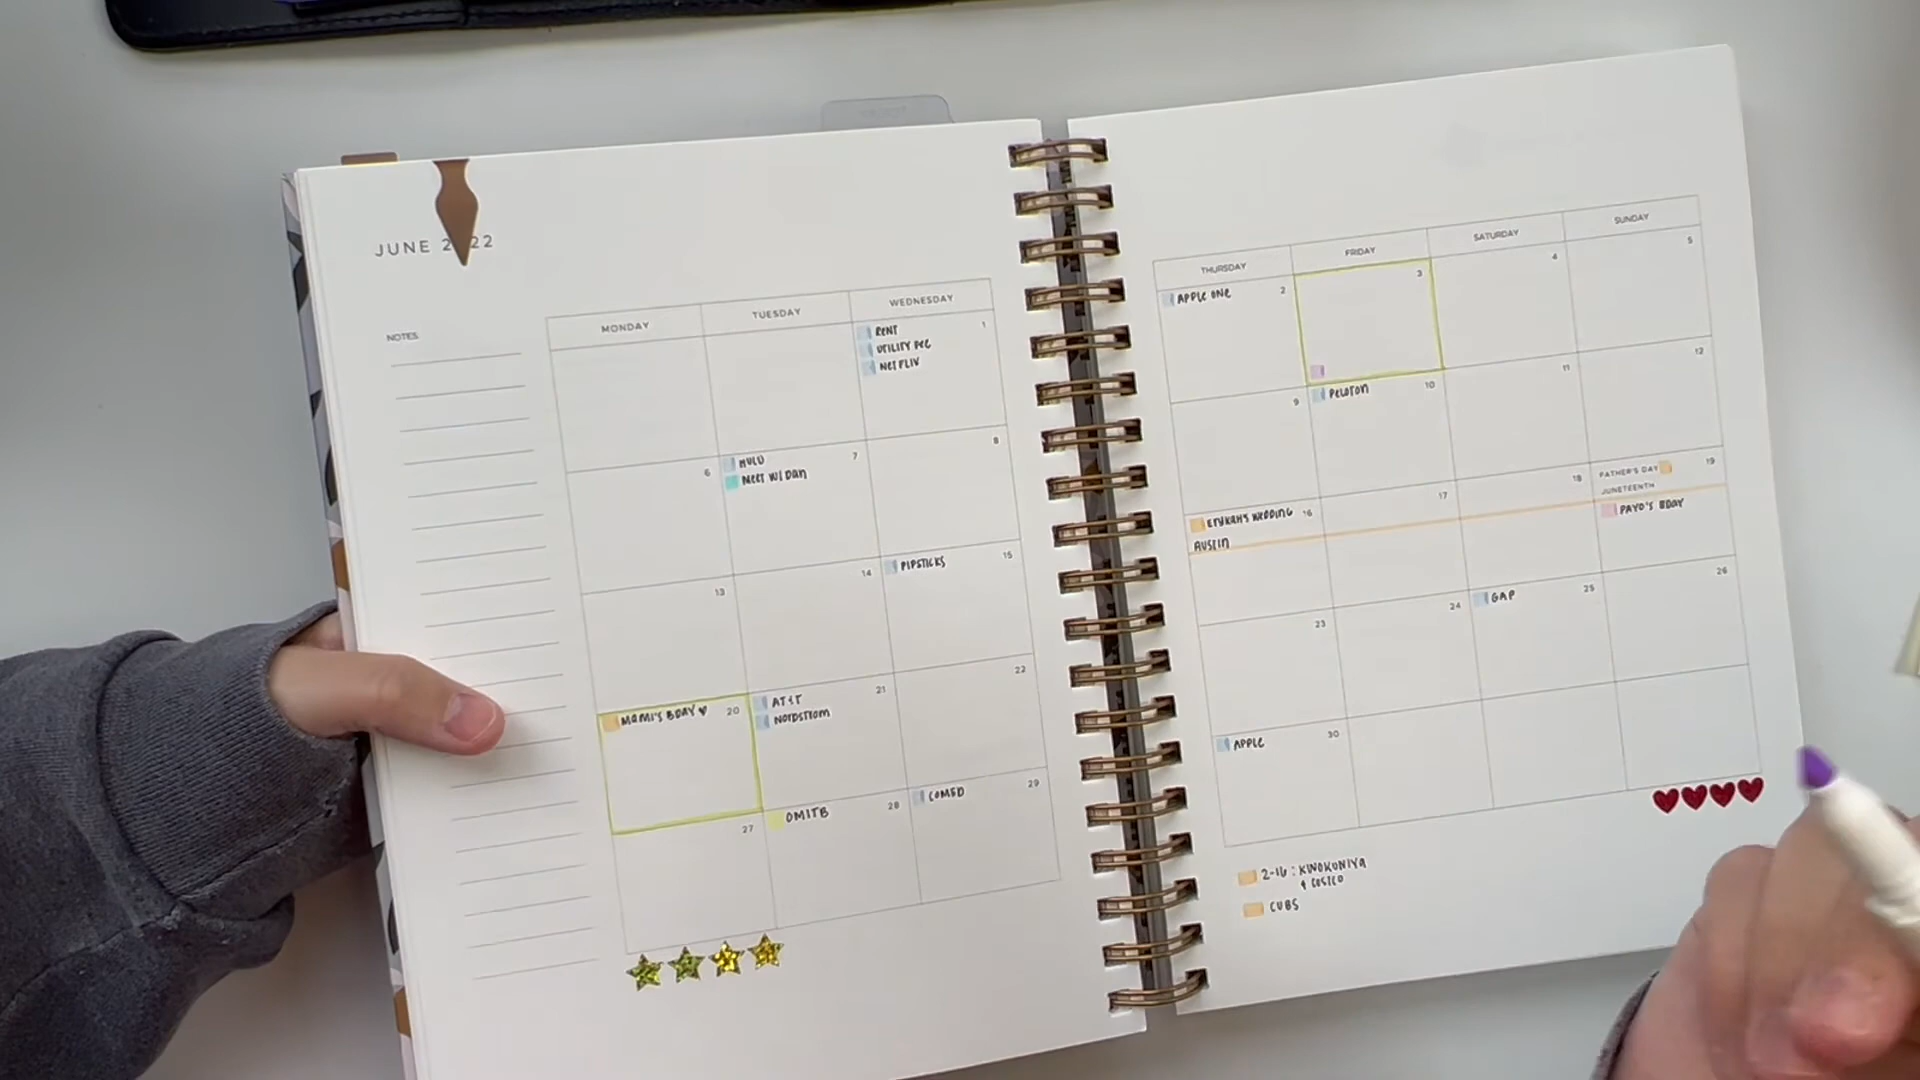 JUNE 2022
NOTES
MONDAY
TUESDAY
WEDNESDAY
1
RENT
UTILITY
NETFLIX
6
7
HULU
MEET W/ DAN
8
13
14
15
PIPSTICKS
20
MAMI'S BDAY ♥
21
AT&T
NORDSTROM
22
27
28
OMITB
29
COMED
THURSDAY
FRIDAY
SATURDAY
SUNDAY
APPLE ONE 2
3
4
5
9
PELOTON 10
11
12
WEDDING 16
AUSTIN
17
18
FATHER'S DAY 19
JUNETEENTH
PAYO'S BDAY
23
24
GAP 25
26
APPLE 30
2-16 : KINOKUNIYA
+ COSTCO
CUBS